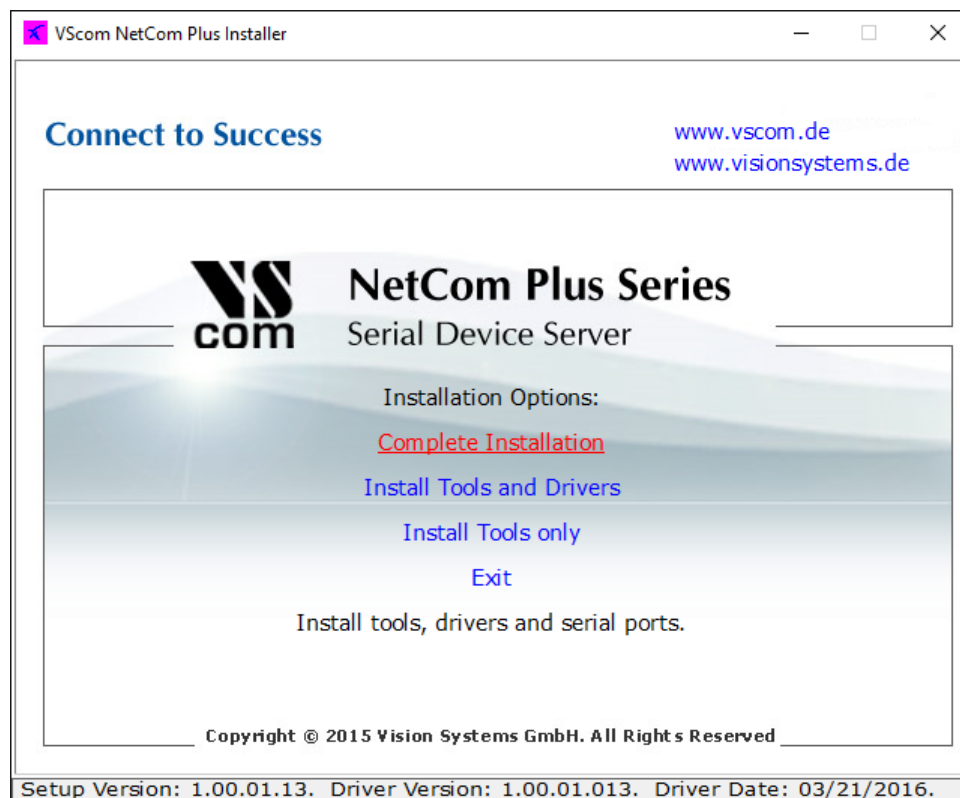 VScom NetCom Plus Installer
Connect to Success
www.vscom.de
www.visionsystems.de
VS
com
NetCom Plus Series
Serial Device Server
Installation Options:
Complete Installation
Install Tools and Drivers
Install Tools only
Exit
Install tools, drivers and serial ports.
Copyright © 2015 Vision Systems GmbH. All Rights Reserved
Setup Version: 1.00.01.13. Driver Version: 1.00.01.013. Driver Date: 03/21/2016.